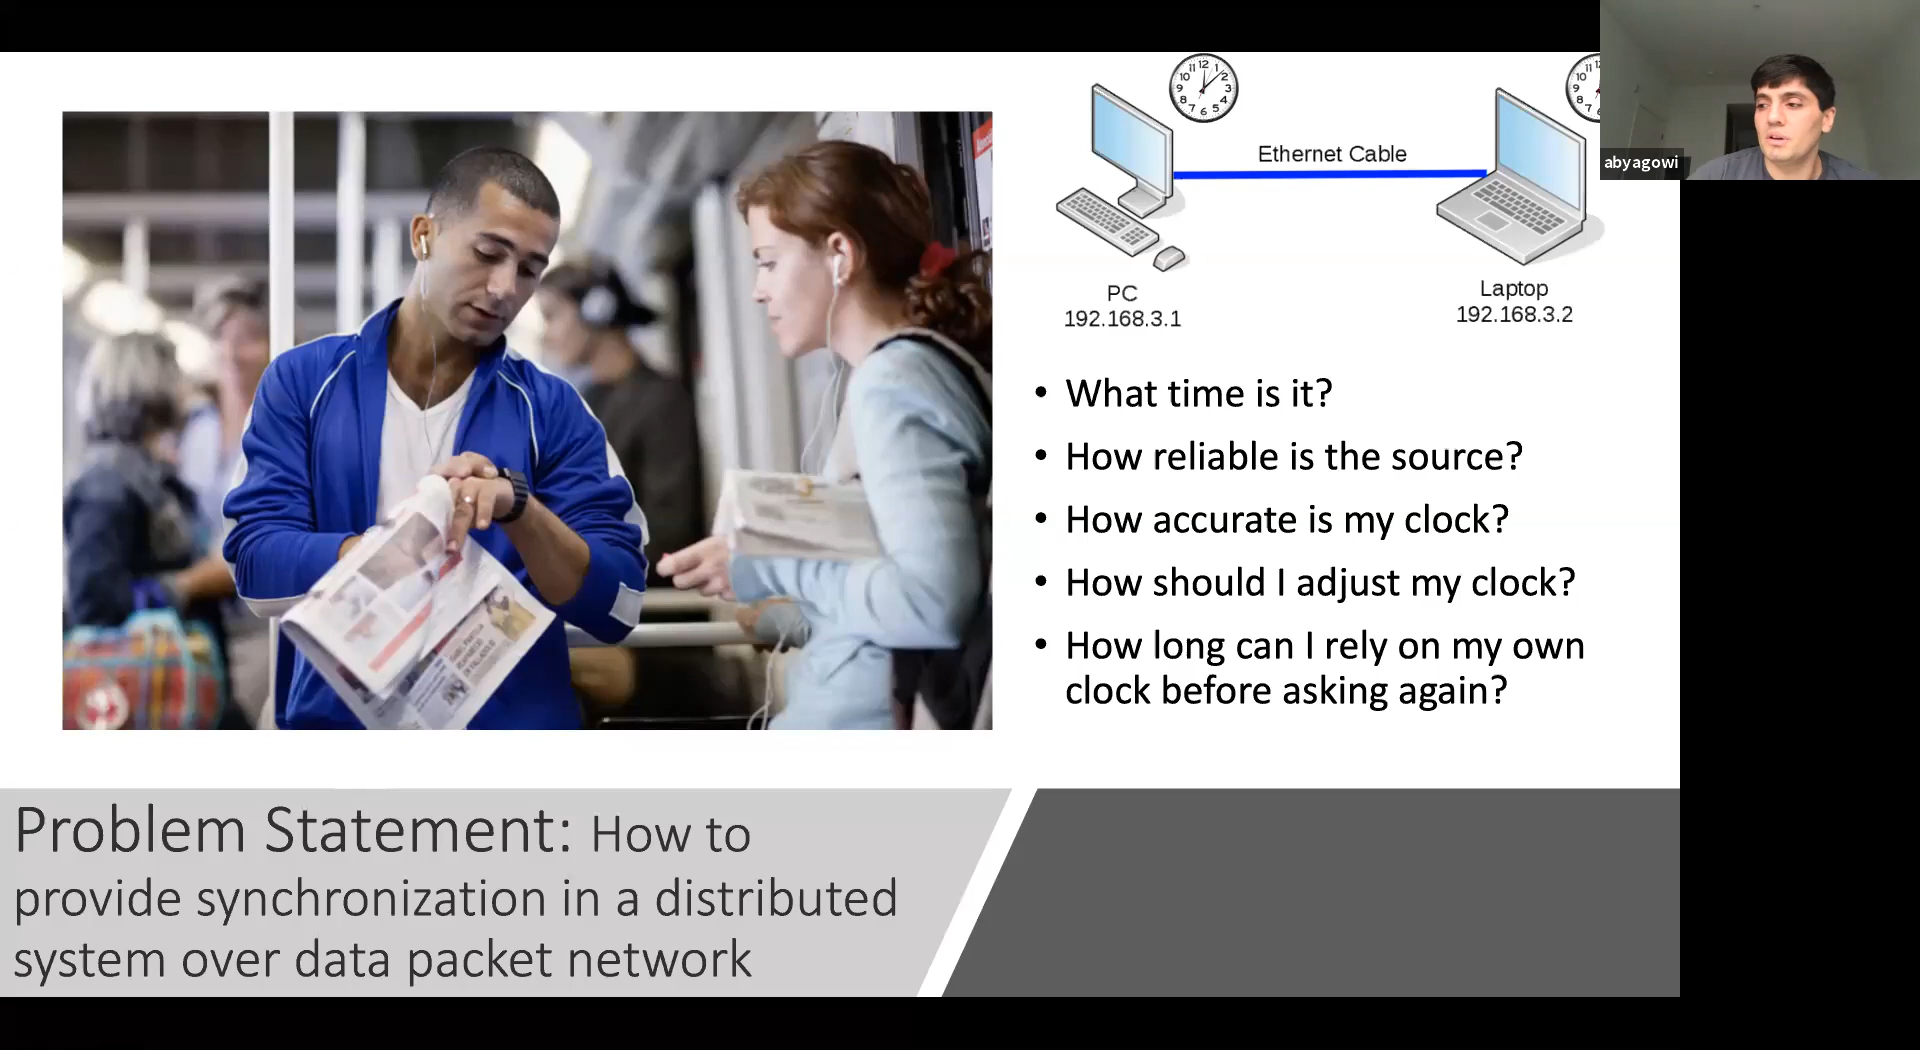 Ethernet Cable
PC
192.168.3.1
Laptop
192.168.3.2
abyagowi
• What time is it?
• How reliable is the source?
• How accurate is my clock?
• How should I adjust my clock?
• How long can I rely on my own
clock before asking again?
Problem Statement: How to
provide synchronization in a distributed
system over data packet network